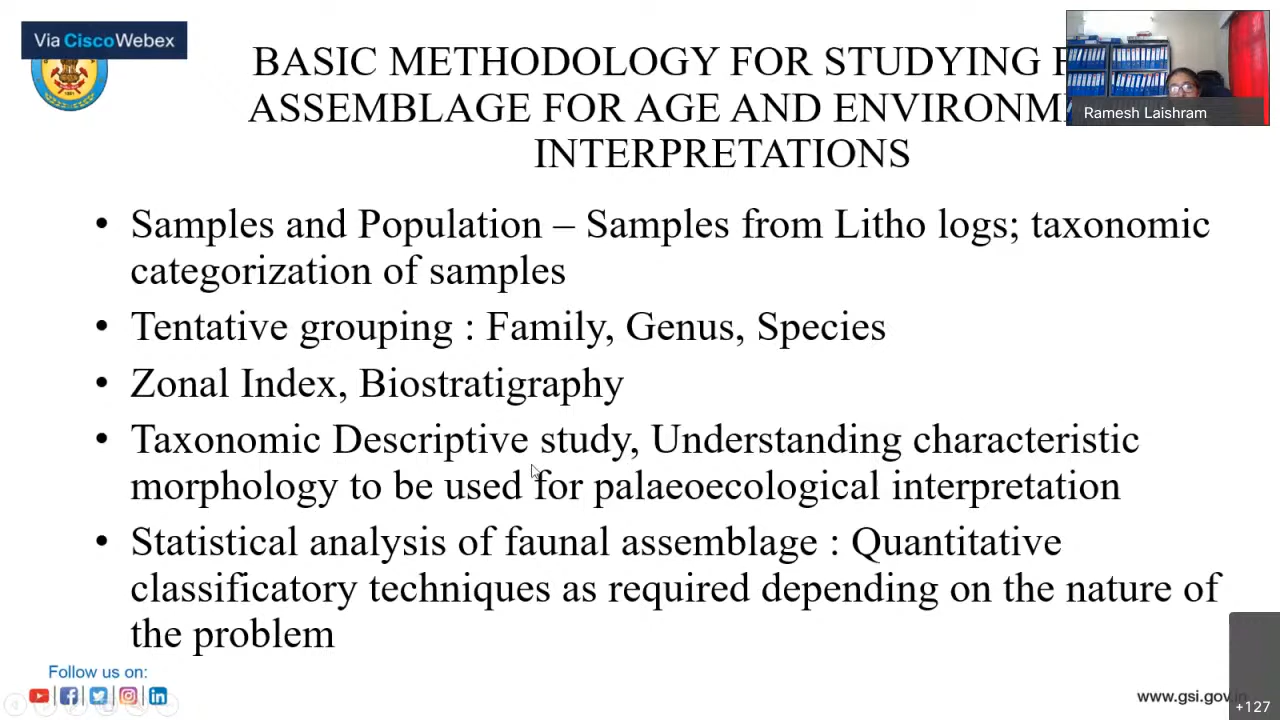 Via Cisco Webex
BASIC METHODOLOGY FOR STUDYING
ASSEMBLAGE FOR AGE AND
INTERPRETATIONS
Ramesh Laishram
• Samples and Population – Samples from Litho logs; taxonomic
categorization of samples
• Tentative grouping : Family, Genus, Species
• Zonal Index, Biostratigraphy
• Taxonomic Descriptive study, Understanding characteristic
morphology to be used for palaeoecological interpretation
• Statistical analysis of faunal assemblage : Quantitative
classificatory techniques as required depending on the nature of
the problem
Follow us on:
www.gsi.gov.in
+127